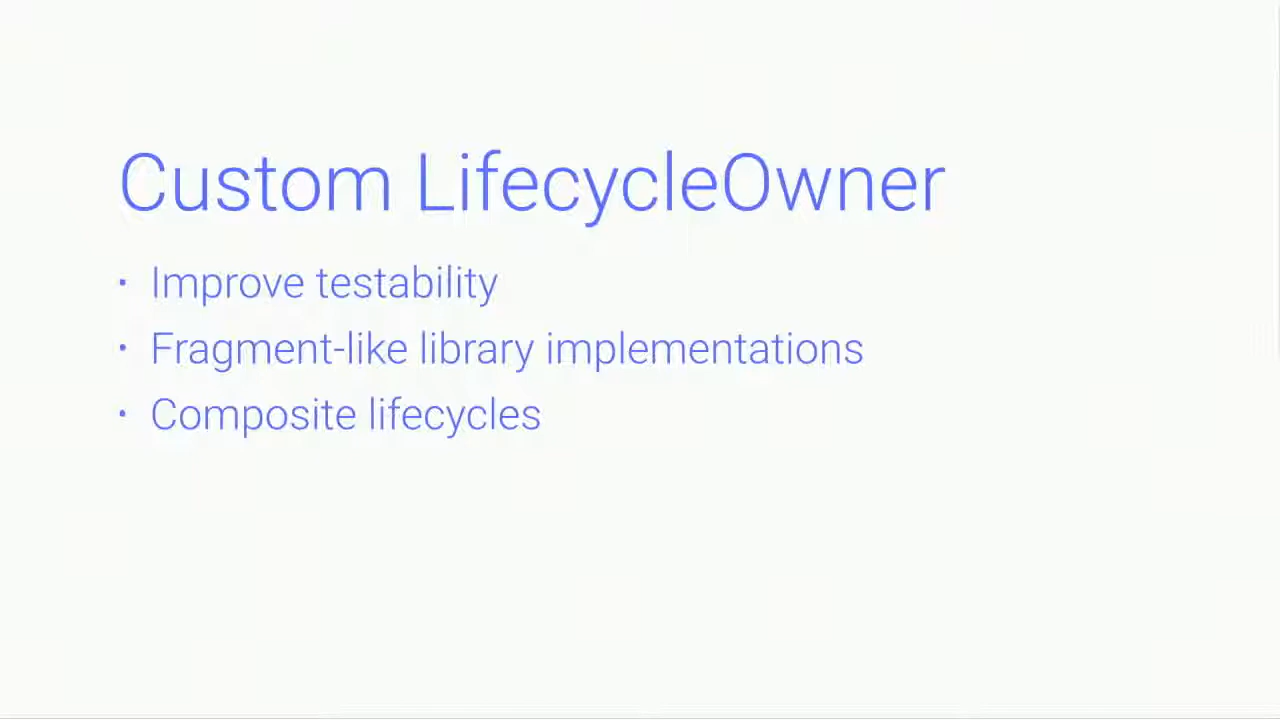 Custom LifecycleOwner
• Improve testability
• Fragment-like library implementations
• Composite lifecycles